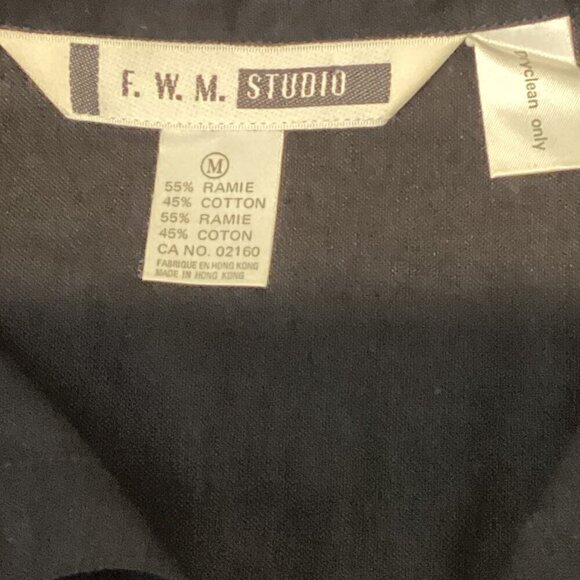 F. W. M. STUDIO
M
55% RAMIE
45% COTTON
55% RAMIE
45% COTON
CA NO. 02160
FABRIQUE EN HONG KONG
MADE IN HONG KONG
only